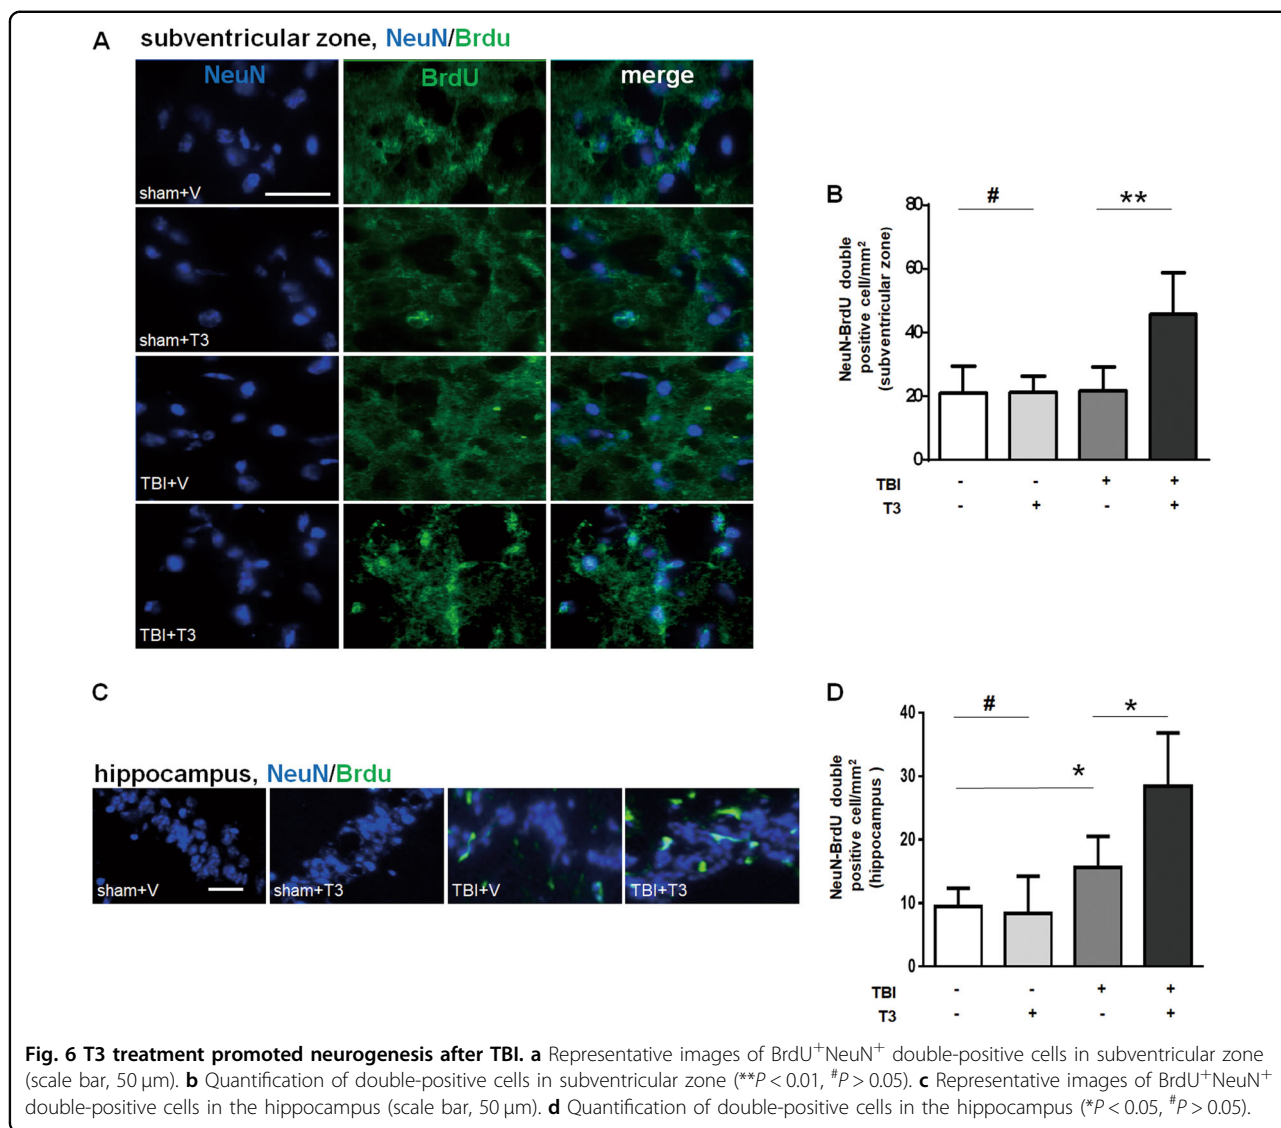 A subventricular zone, NeuN/Brdu
NeuN BrdU merge
sham+V
sham+T3
TBI+V
TBI+T3
B
NeuN-BrdU double
positive cell/mm²
(subventricular zone)
80
60
40
20
0
# **
TBI - - + +
T3 - + - +
C
hippocampus, NeuN/Brdu
sham+V sham+T3 TBI+V TBI+T3
D
NeuN-BrdU double
positive cell/mm²
(hippocampus )
40
30
20
10
0
# *
*
TBI - - + +
T3 - + - +
Fig. 6 T3 treatment promoted neurogenesis after TBI. a Representative images of BrdU⁺NeuN⁺ double-positive cells in subventricular zone
(scale bar, 50 μm). b Quantification of double-positive cells in subventricular zone (**P < 0.01, #P > 0.05). c Representative images of BrdU⁺NeuN⁺
double-positive cells in the hippocampus (scale bar, 50 μm). d Quantification of double-positive cells in the hippocampus (*P < 0.05, #P > 0.05).